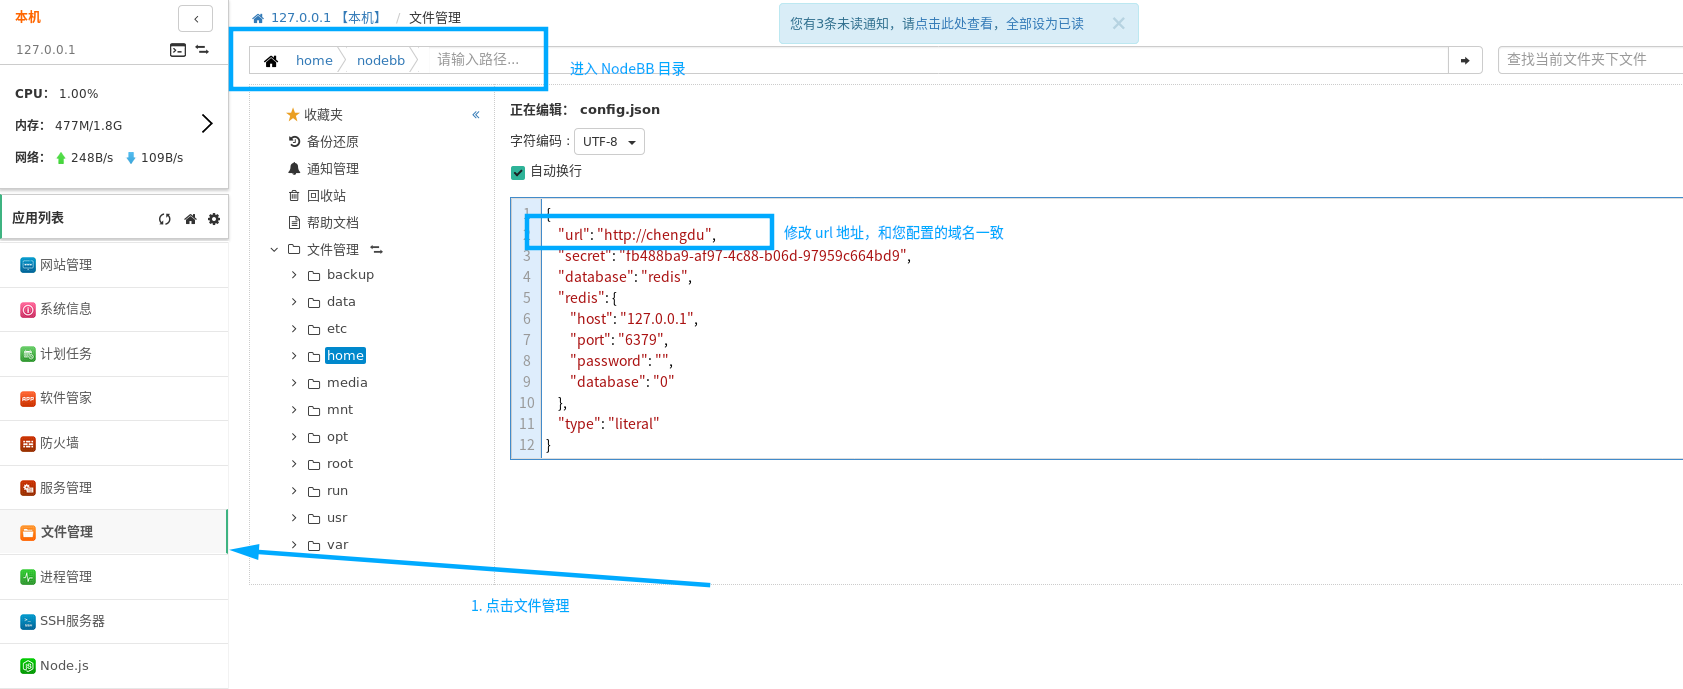 本机
127.0.0.1
CPU: 1.00%
内存: 477M/1.8G
网络: 248B/s 109B/s
应用列表
网站管理
系统信息
计划任务
软件管家
防火墙
服务管理
文件管理
进程管理
SSH服务器
Node.js
127.0.0.1 【本机】 / 文件管理
您有3条未读通知，请点击此处查看，全部设为已读
home nodebb 请输入路径...
查找当前文件夹下文件
进入 NodeBB 目录
收藏夹 «
备份还原
通知管理
回收站
帮助文档
文件管理
backup
data
etc
home
media
mnt
opt
root
run
usr
var
正在编辑: config.json
字符编码: UTF-8
自动换行
1 {
2 "url": "http://chengdu",
修改 url 地址，和您配置的域名一致
3 "secret": "fb488ba9-af97-4c88-b06d-97959c664bd9",
4 "database": "redis",
5 "redis": {
6 "host": "127.0.0.1",
7 "port": "6379",
8 "password": "",
9 "database": "0"
10 },
11 "type": "literal"
12 }
1. 点击文件管理